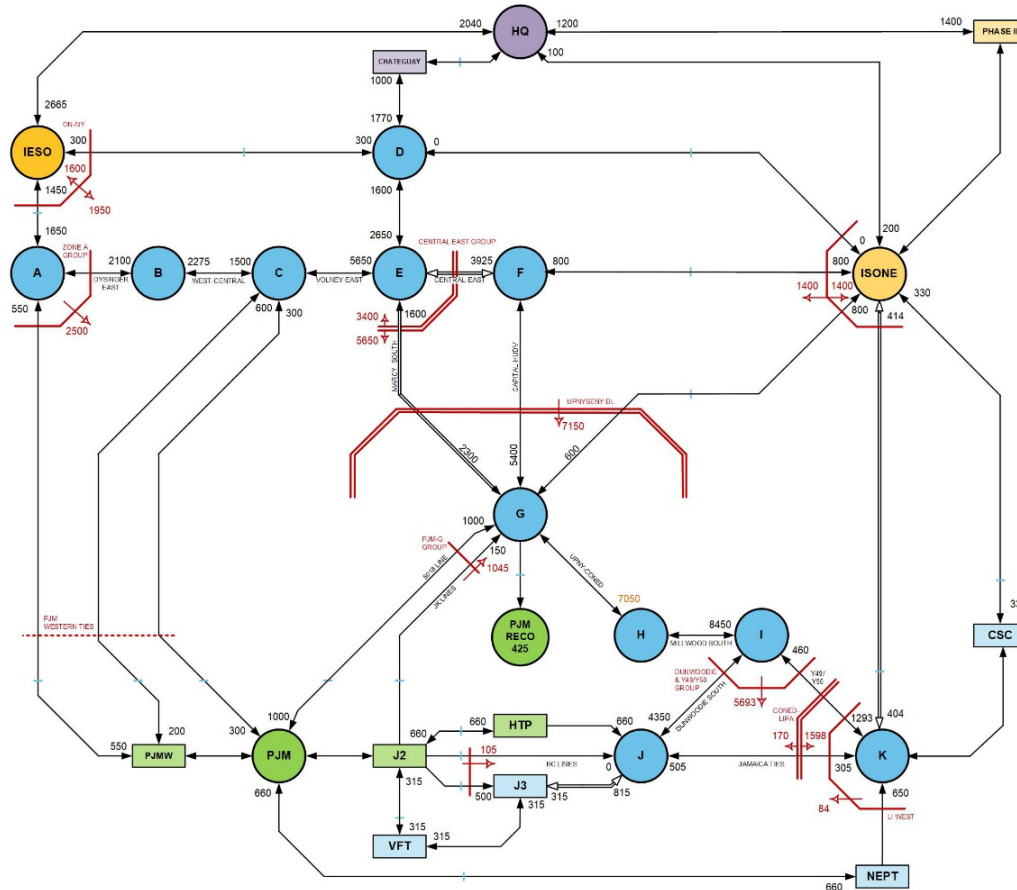 2040
HQ
1200
1400
PHASE II
100
CHATEGUAY
1000
2665
ON-NY
1770
IESO
300
300
D
0
1600
1450
1950
1600
200
0
1650
2650
ZONE A
GROUP
CENTRAL EAST GROUP
A
2100
B
2275
1500
C
5650
E
3925
F
800
800
ISONE
DYSINGER
EAST
WEST-CENTRAL
VOLNEY-EAST
CENTRAL EAST
550
600
300
1600
1400
1400
330
2500
3400
5650
800
414
MARCY SOUTH
CAPITAL HUDV
UPNYSENY DL
7150
2300
5400
600
G
1000
150
PJM-G
GROUP
1045
5018 LINE
JK LINES
UPNY-CONED
PJM
WESTERN TIES
PJM
RECO
425
7050
H
8450
MILLWOOD SOUTH
I
460
33
CSC
DUNWOODIE
& Y49/Y50
GROUP
5693
Y49/
Y50
DUNWOODIE SOUTH
CONED-
LIPA
1000
660
HTP
660
4350
170
1598
1293
404
550
200
300
PJMW
PJM
J2
660
105
BC LINES
0
J
505
JAMAICA TIES
305
K
660
315
500
J3
315
815
650
315
84
LI WEST
VFT
315
NEPT
660